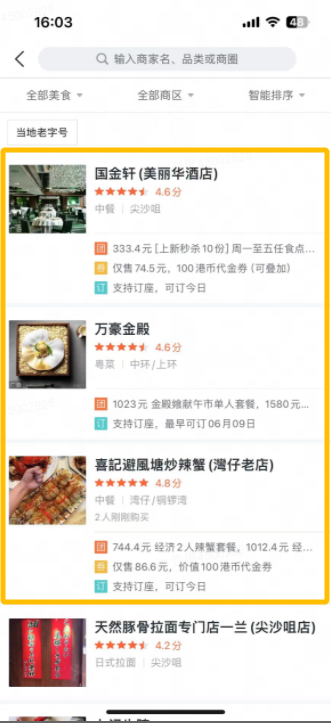 16:03
48
输入商家名、品类或商圈
全部美食
全部商区
智能排序
当地老字号
国金轩 (美丽华酒店)
4.6分
中餐 | 尖沙咀
团 333.4元 [上新秒杀10份] 周一至五任食点...
券 仅售74.5元，100港币代金券 (可叠加)
订 支持订座，可订今日
万豪金殿
4.6分
粤菜 | 中环/上环
团 1023元 金殿飨献午市单人套餐，1580元...
订 支持订座，最早可订06月09日
喜記避風塘炒辣蟹 (灣仔老店)
4.8分
中餐 | 湾仔/铜锣湾
2人刚刚购买
团 744.4元 经济2人辣蟹套餐，1012.4元 经...
券 仅售86.6元，价值100港币代金券
订 支持订座，可订今日
天然豚骨拉面专门店一兰 (尖沙咀店)
4.2分
日式拉面 | 尖沙咀